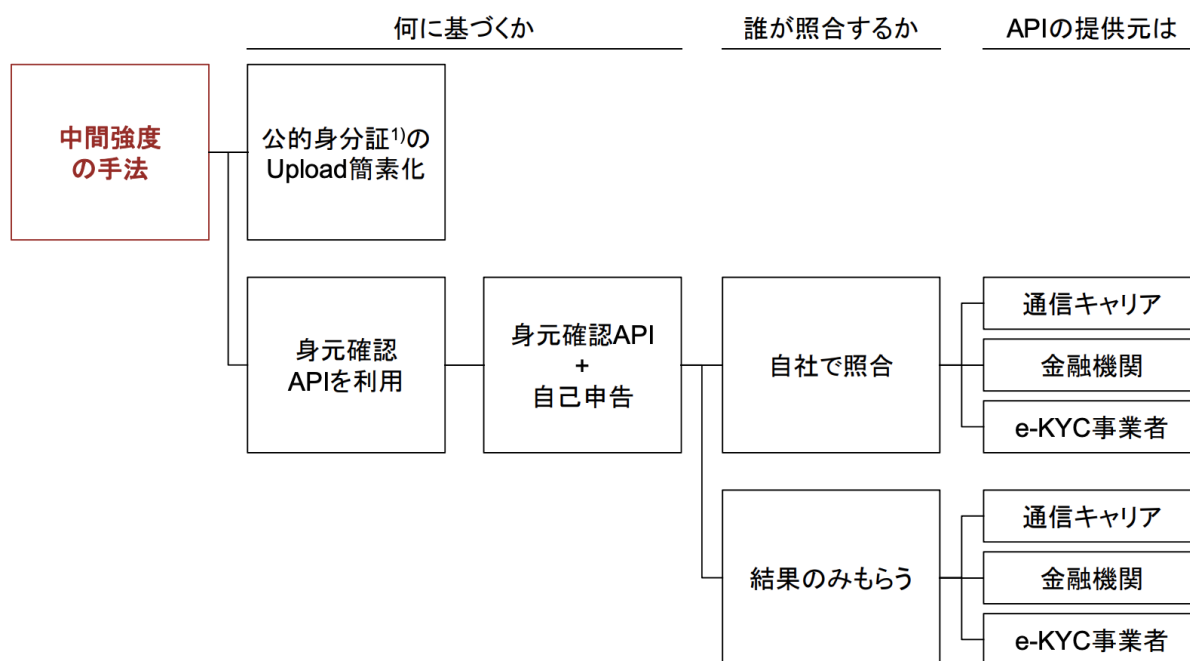 何に基づくか
誰が照合するか
APIの提供元は
中間強度
の手法
公的身分証1)の
Upload簡素化
身元確認
APIを利用
身元確認API
+
自己申告
自社で照合
通信キャリア
金融機関
e-KYC事業者
結果のみもらう
通信キャリア
金融機関
e-KYC事業者